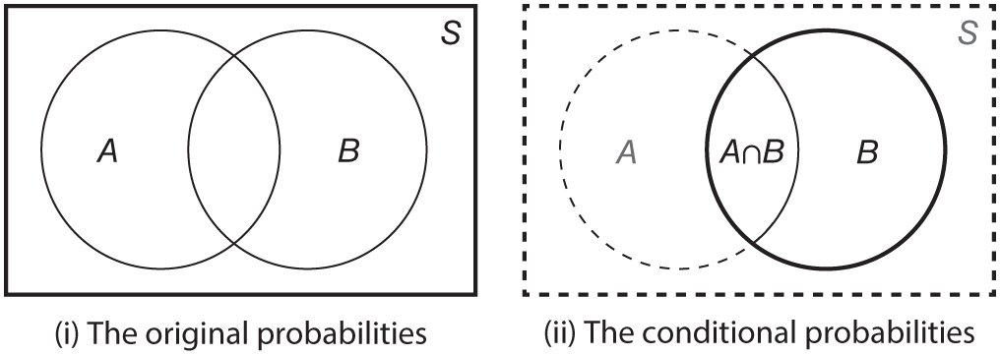 S
A
B
(i) The original probabilities
S
A
A∩B
B
(ii) The conditional probabilities